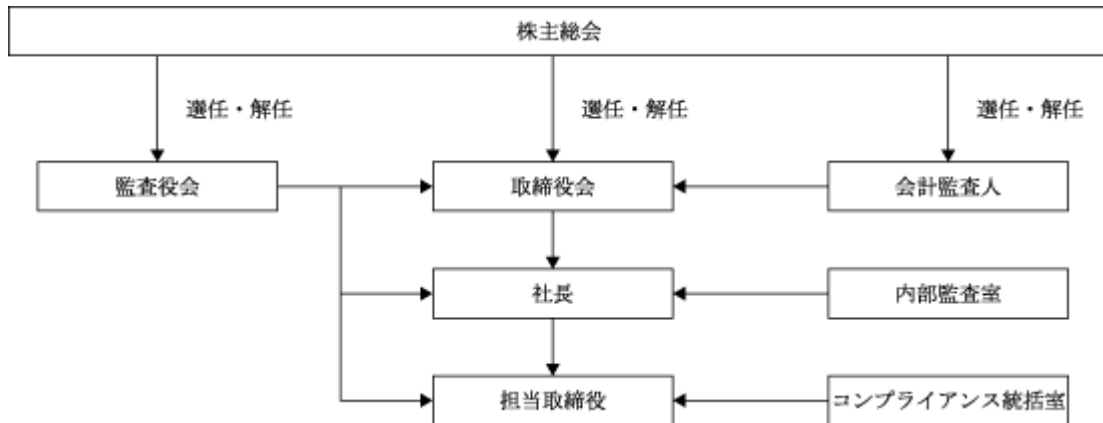 株主総会
選任・解任
選任・解任
選任・解任
監査役会
取締役会
会計監査人
社長
内部監査室
担当取締役
コンプライアンス統括室